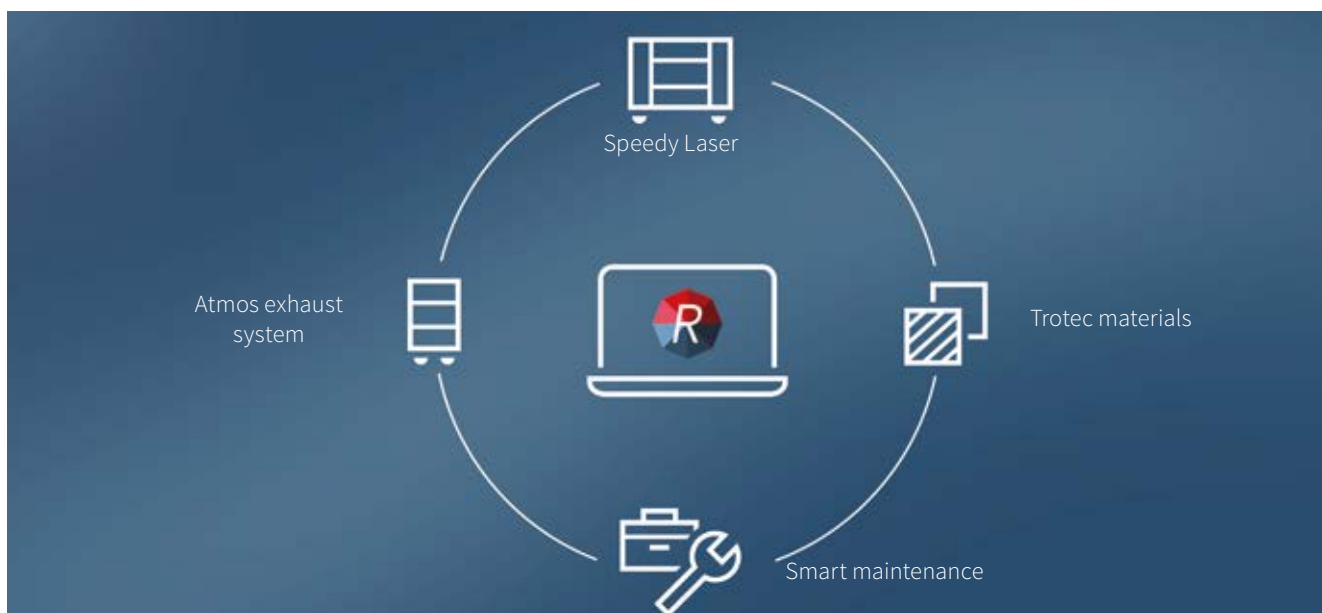 Speedy Laser
Atmos exhaust
system
R
Trotec materials
Smart maintenance